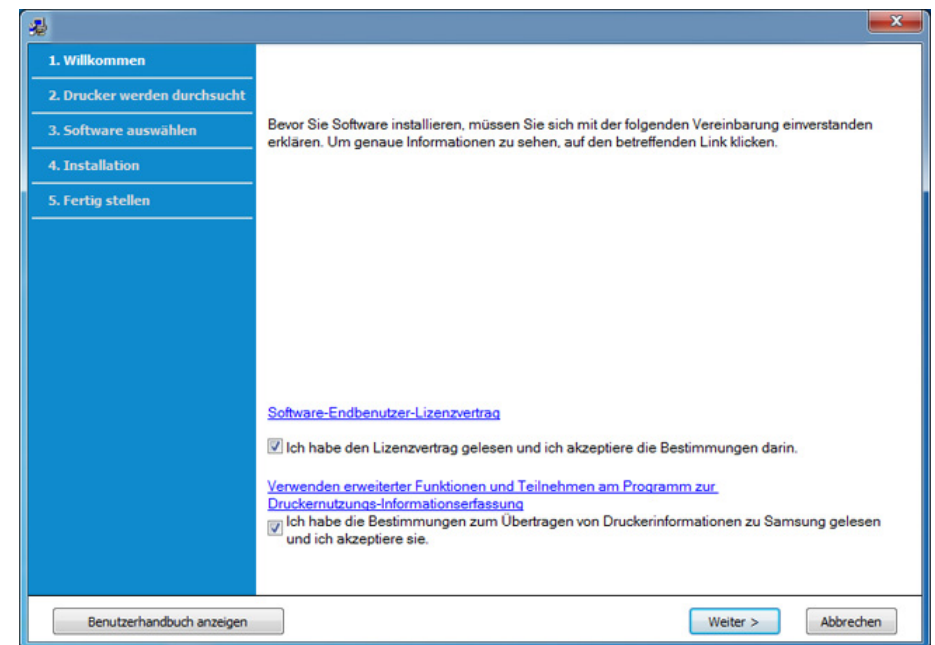 1. Willkommen
2. Drucker werden durchsucht
3. Software auswählen
4. Installation
5. Fertig stellen
Bevor Sie Software installieren, müssen Sie sich mit der folgenden Vereinbarung einverstanden
erklären. Um genaue Informationen zu sehen, auf den betreffenden Link klicken.
Software-Endbenutzer-Lizenzvertrag
Ich habe den Lizenzvertrag gelesen und ich akzeptiere die Bestimmungen darin.
Verwenden erweiterter Funktionen und Teilnehmen am Programm zur
Druckernutzungs-Informationserfassung
Ich habe die Bestimmungen zum Übertragen von Druckerinformationen zu Samsung gelesen
und ich akzeptiere sie.
Benutzerhandbuch anzeigen
Weiter >
Abbrechen